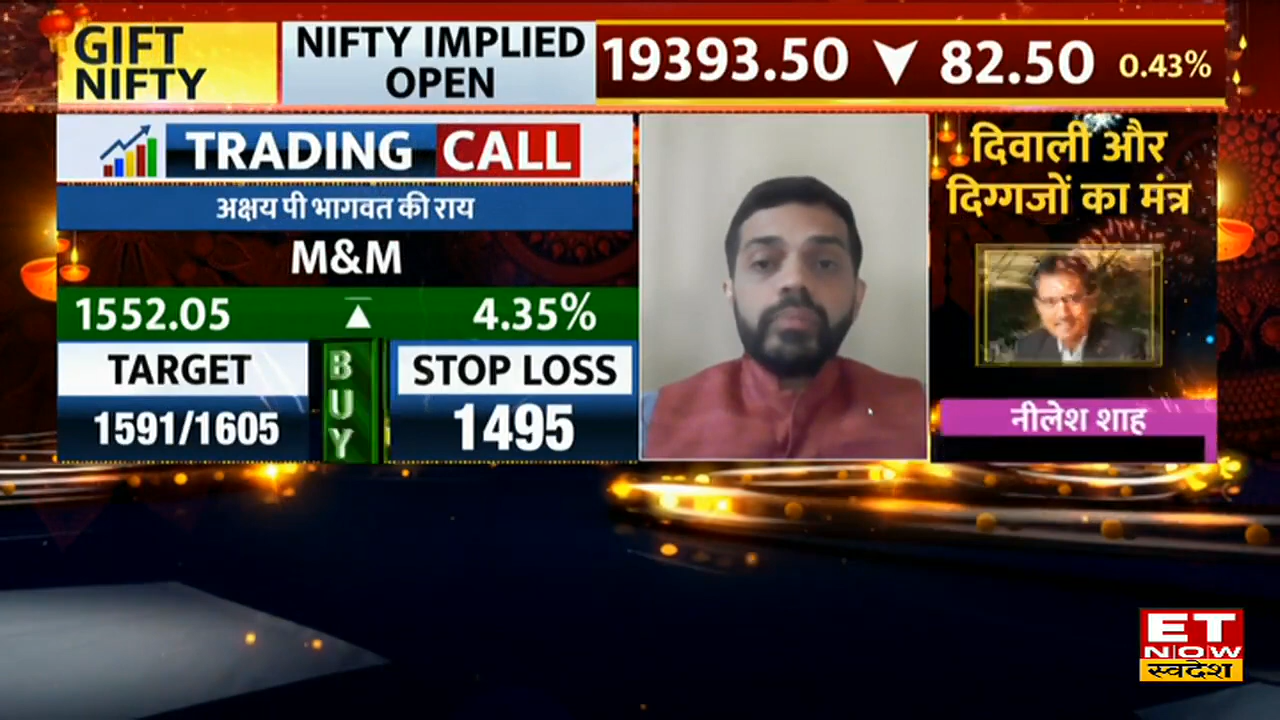 GIFT
NIFTY
NIFTY IMPLIED
OPEN
19393.50 ▼ 82.50 0.43%
TRADING CALL
अक्षय पी भागवत की राय
M&M
1552.05 ▲ 4.35%
TARGET
1591/1605
BUY
STOP LOSS
1495
दिवाली और
दिग्गजों का मंत्र
नीलेश शाह
ET
NOW
स्वदेश